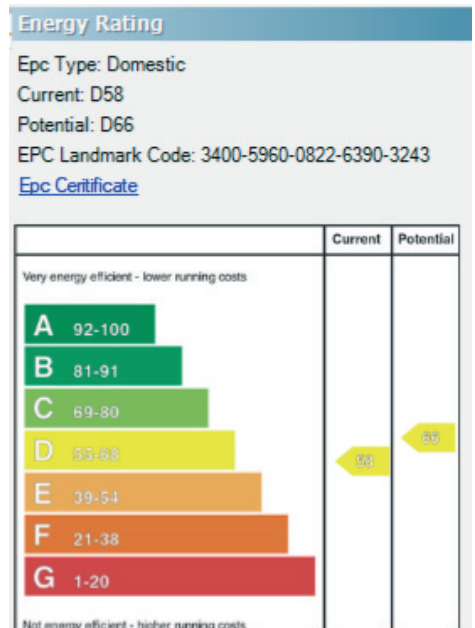 Energy Rating
Epc Type: Domestic
Current: D58
Potential: D66
EPC Landmark Code: 3400-5960-0822-6390-3243
Epc Ceritificate
Current Potential
Very energy efficient - lower running costs
A 92-100
B 81-91
C 69-80
D 55-68
E 39-54
F 21-38
G 1-20
66
58
Not energy efficient - higher running costs